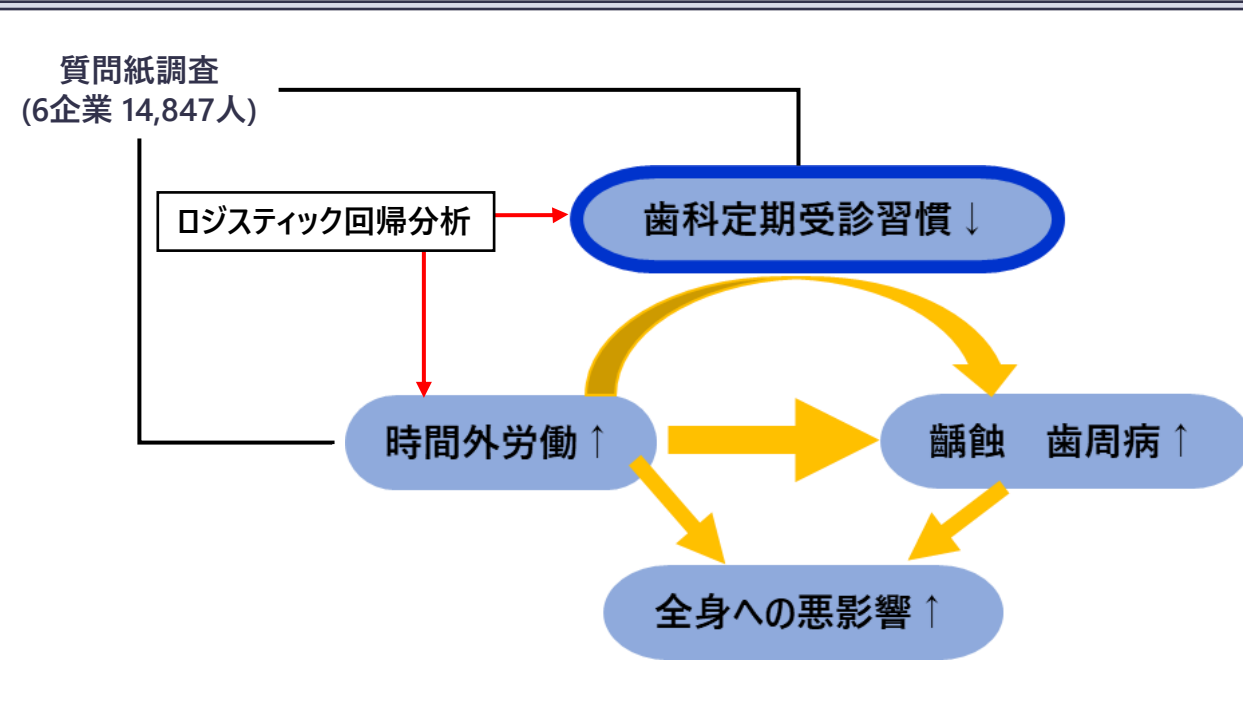 質問紙調査
(6企業 14,847人)
ロジスティック回帰分析
歯科定期受診習慣↓
時間外労働↑
齲蝕　歯周病↑
全身への悪影響↑